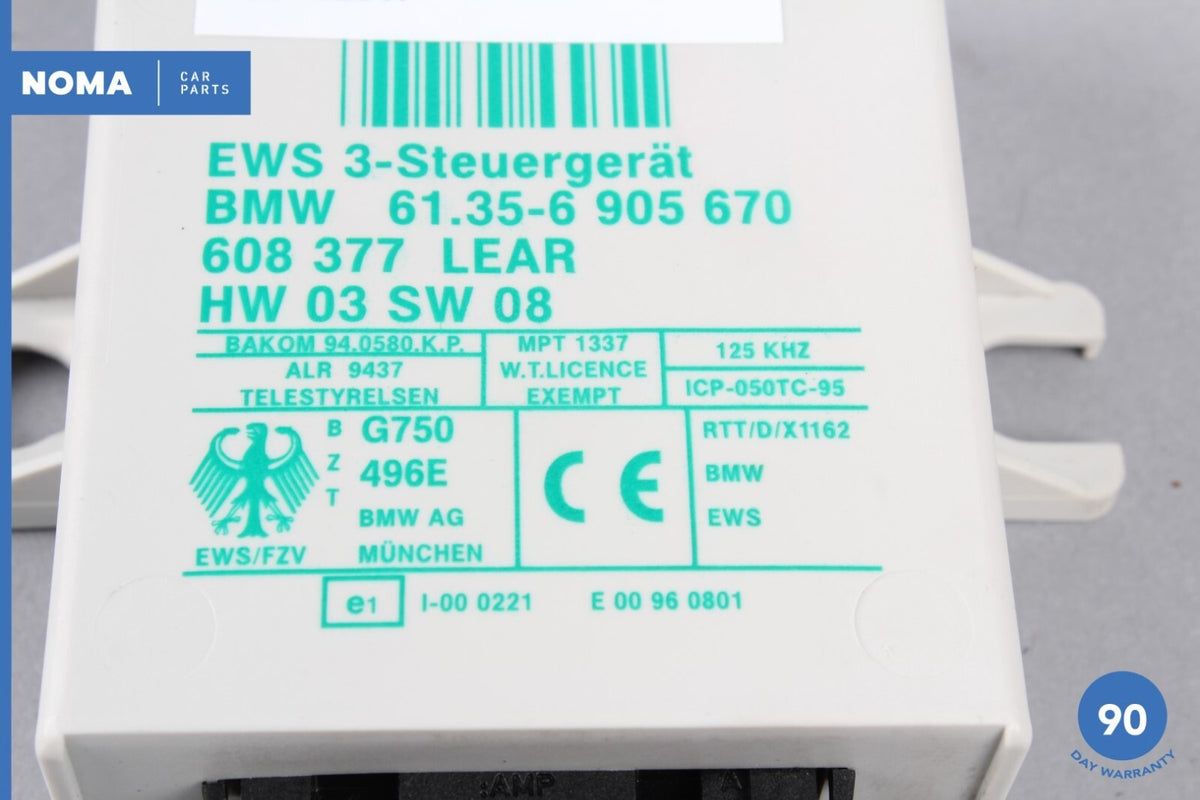 NOMA CAR PARTS
EWS 3-Steuergerät
BMW 61.35-6 905 670
608 377 LEAR
HW 03 SW 08
BAKOM 94.0580.K.P.
ALR 9437
TELESTYRELSEN
MPT 1337
W.T.LICENCE
EXEMPT
125 KHZ
ICP-050TC-95
BZT
G750
496E
BMW AG
MÜNCHEN
EWS/FZV
CE
RTT/D/X1162
BMW
EWS
e1 I-00 0221 E 00 96 0801
AMP A
90
DAY WARRANTY